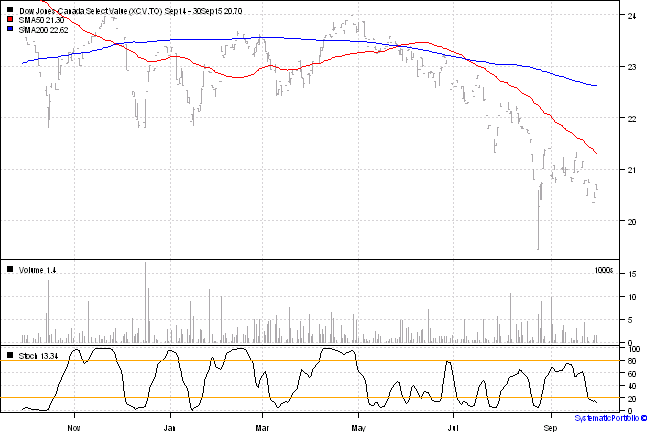 Dow Jones Canada Select Value (XCV.TO) Sep14 - 30Sep15 20.70
SMA50 21.30
SMA200 22.62
24
23
22
21
20
Volume 1.4
1000s
15
10
5
0
Stoch 13.34
100
80
60
40
20
0
Nov
Jan
Mar
May
Jul
Sep
SystematicPortfolio ©